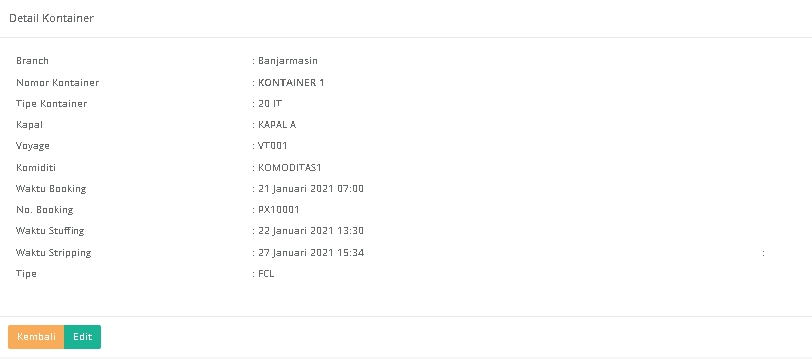 Detail Kontainer
Branch : Banjarmasin
Nomor Kontainer : KONTAINER 1
Tipe Kontainer : 20 IT
Kapal : KAPAL A
Voyage : VT001
Komiditi : KOMODITAS1
Waktu Booking : 21 Januari 2021 07:00
No. Booking : PX10001
Waktu Stuffing : 22 Januari 2021 13:30
Waktu Stripping : 27 Januari 2021 15:34 :
Tipe : FCL
Kembali Edit